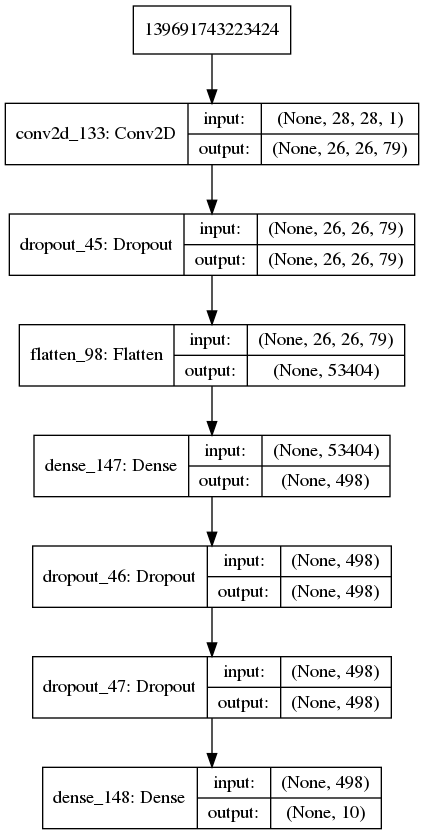 139691743223424
conv2d_133: Conv2D
input: (None, 28, 28, 1)
output: (None, 26, 26, 79)
dropout_45: Dropout
input: (None, 26, 26, 79)
output: (None, 26, 26, 79)
flatten_98: Flatten
input: (None, 26, 26, 79)
output: (None, 53404)
dense_147: Dense
input: (None, 53404)
output: (None, 498)
dropout_46: Dropout
input: (None, 498)
output: (None, 498)
dropout_47: Dropout
input: (None, 498)
output: (None, 498)
dense_148: Dense
input: (None, 498)
output: (None, 10)